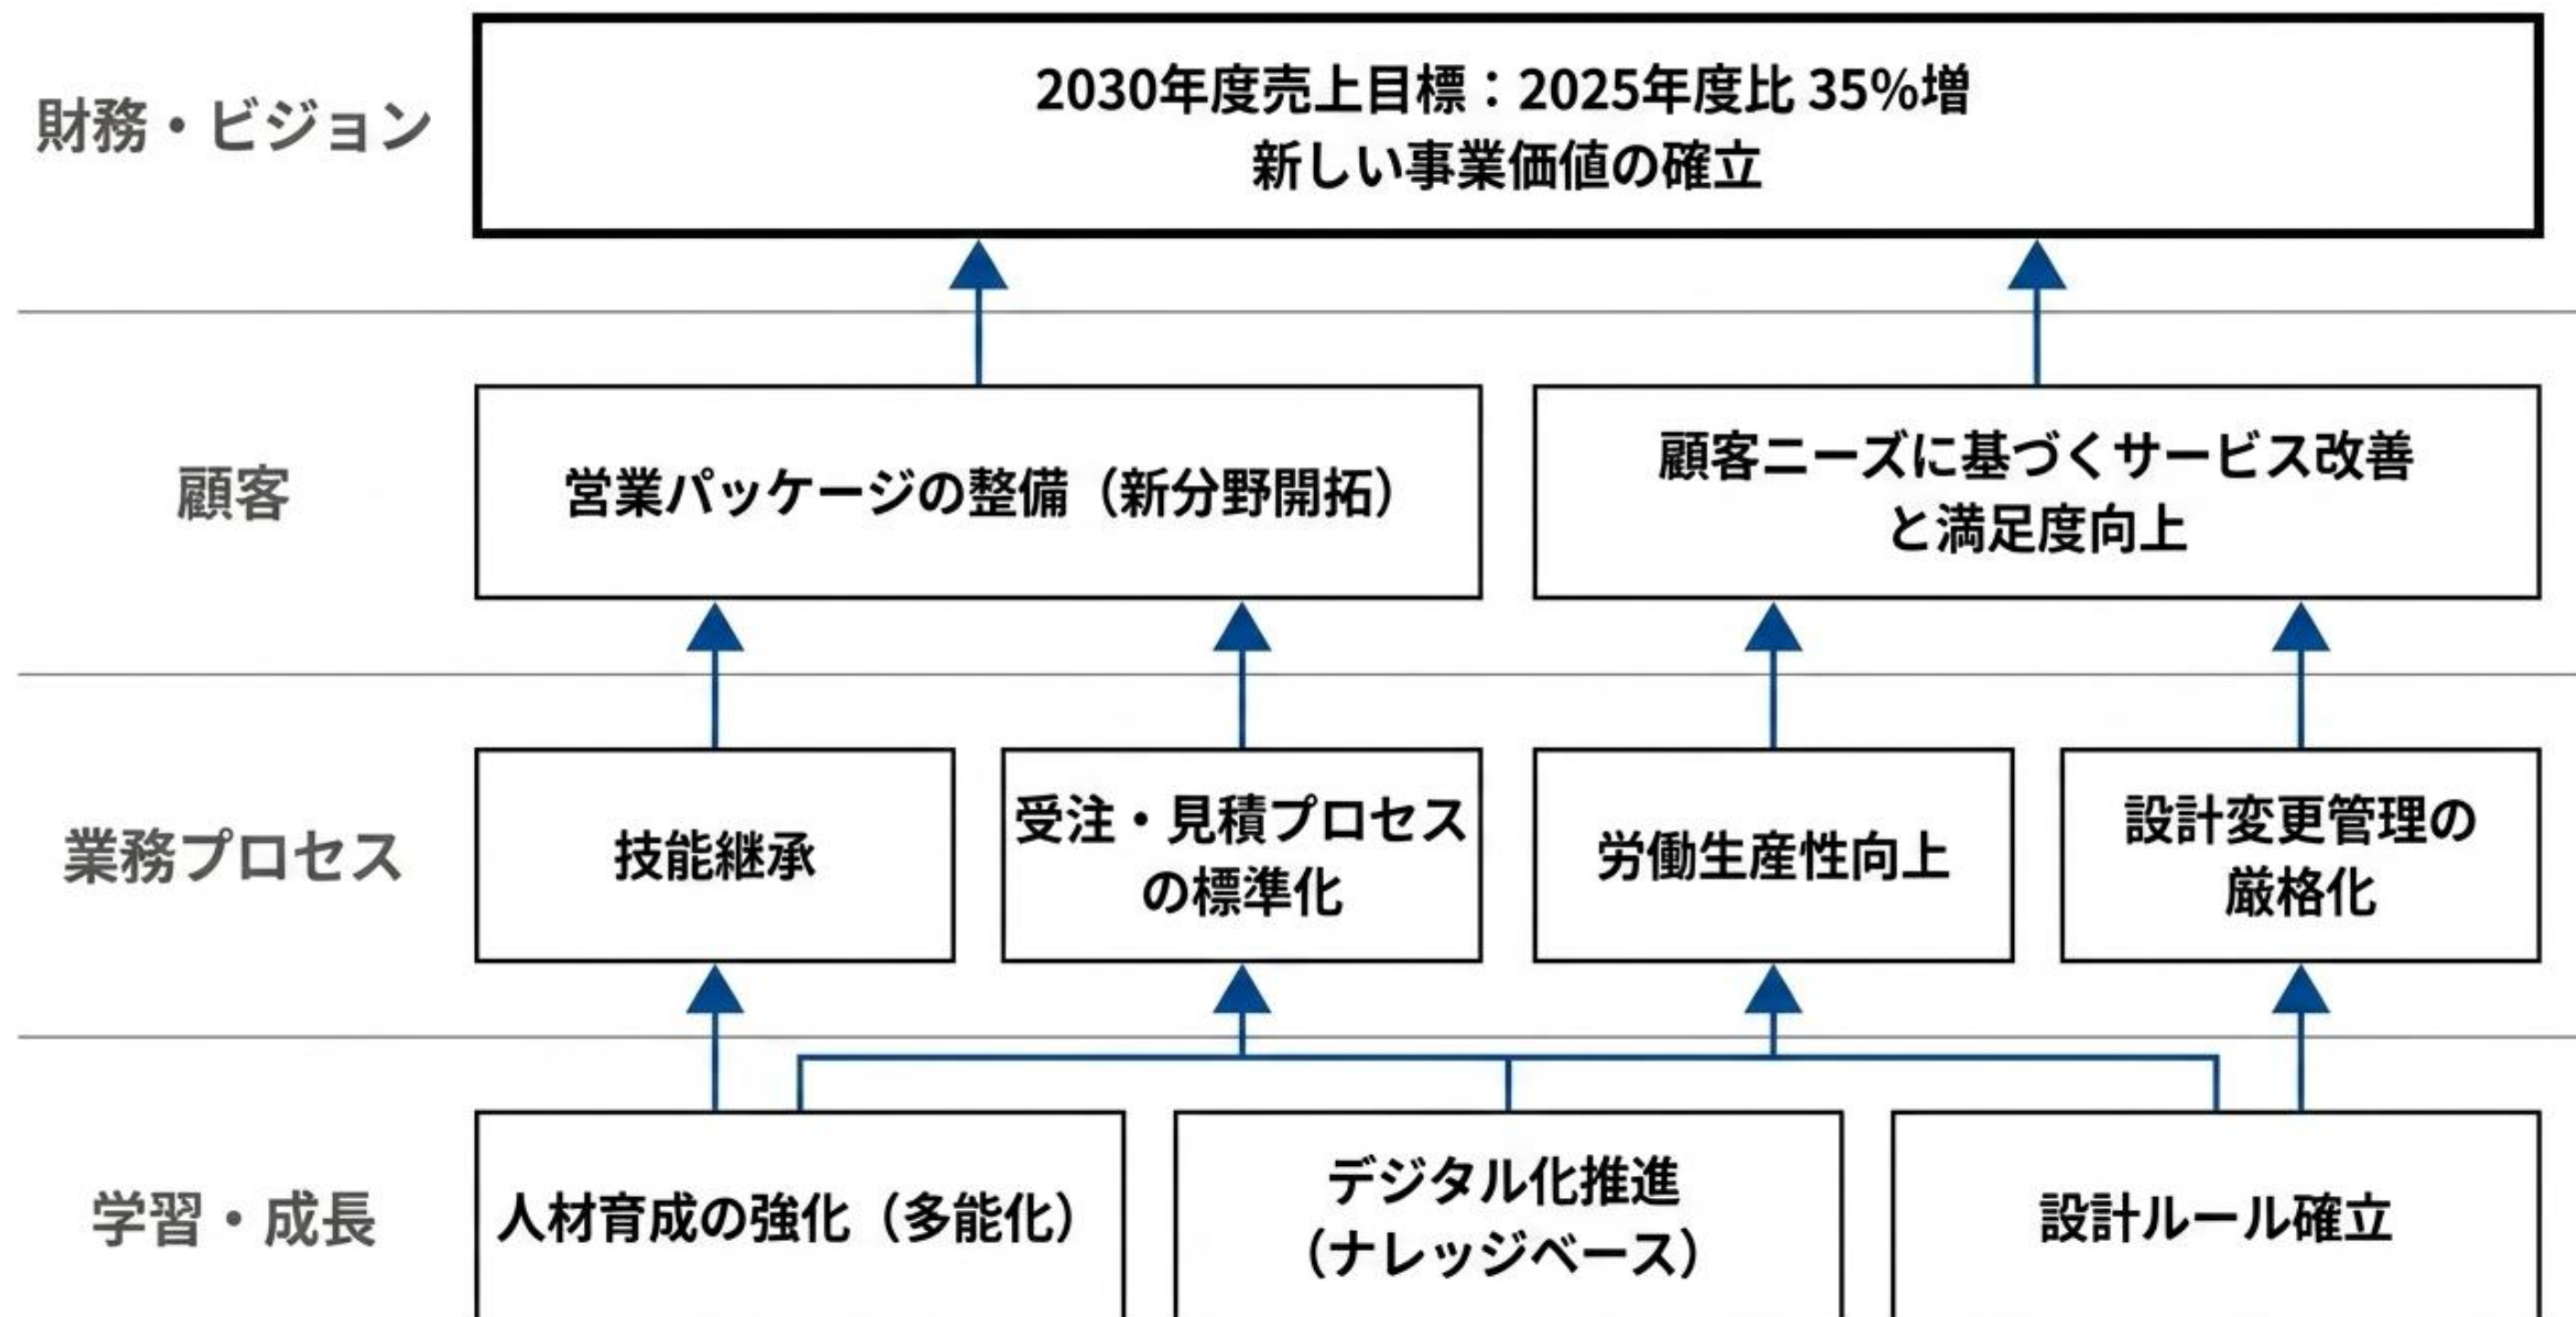 財務・ビジョン
2030年度売上目標：2025年度比 35%増
新しい事業価値の確立
顧客
営業パッケージの整備（新分野開拓）
顧客ニーズに基づくサービス改善
と満足度向上
業務プロセス
技能継承
受注・見積プロセス
の標準化
労働生産性向上
設計変更管理の
厳格化
学習・成長
人材育成の強化（多能化）
デジタル化推進
（ナレッジベース）
設計ルール確立